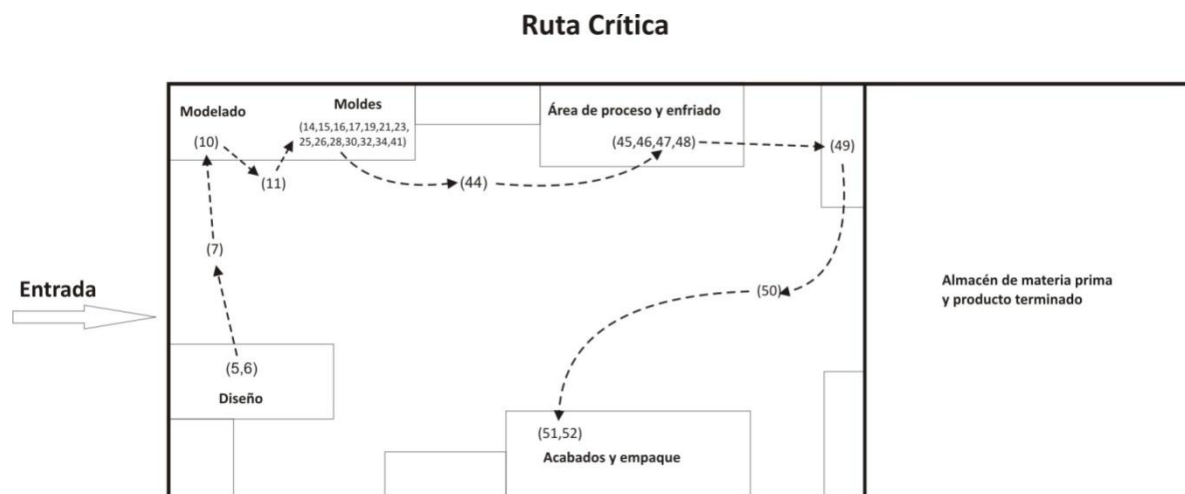 Ruta Crítica
Modelado
Moldes
Área de proceso y enfriado
(10)
(14,15,16,17,19,21,23,
25,26,28,30,32,34,41)
(45,46,47,48)
(49)
(11)
(44)
(7)
Entrada
(50)
Almacén de materia prima
y producto terminado
(5,6)
Diseño
(51,52)
Acabados y empaque